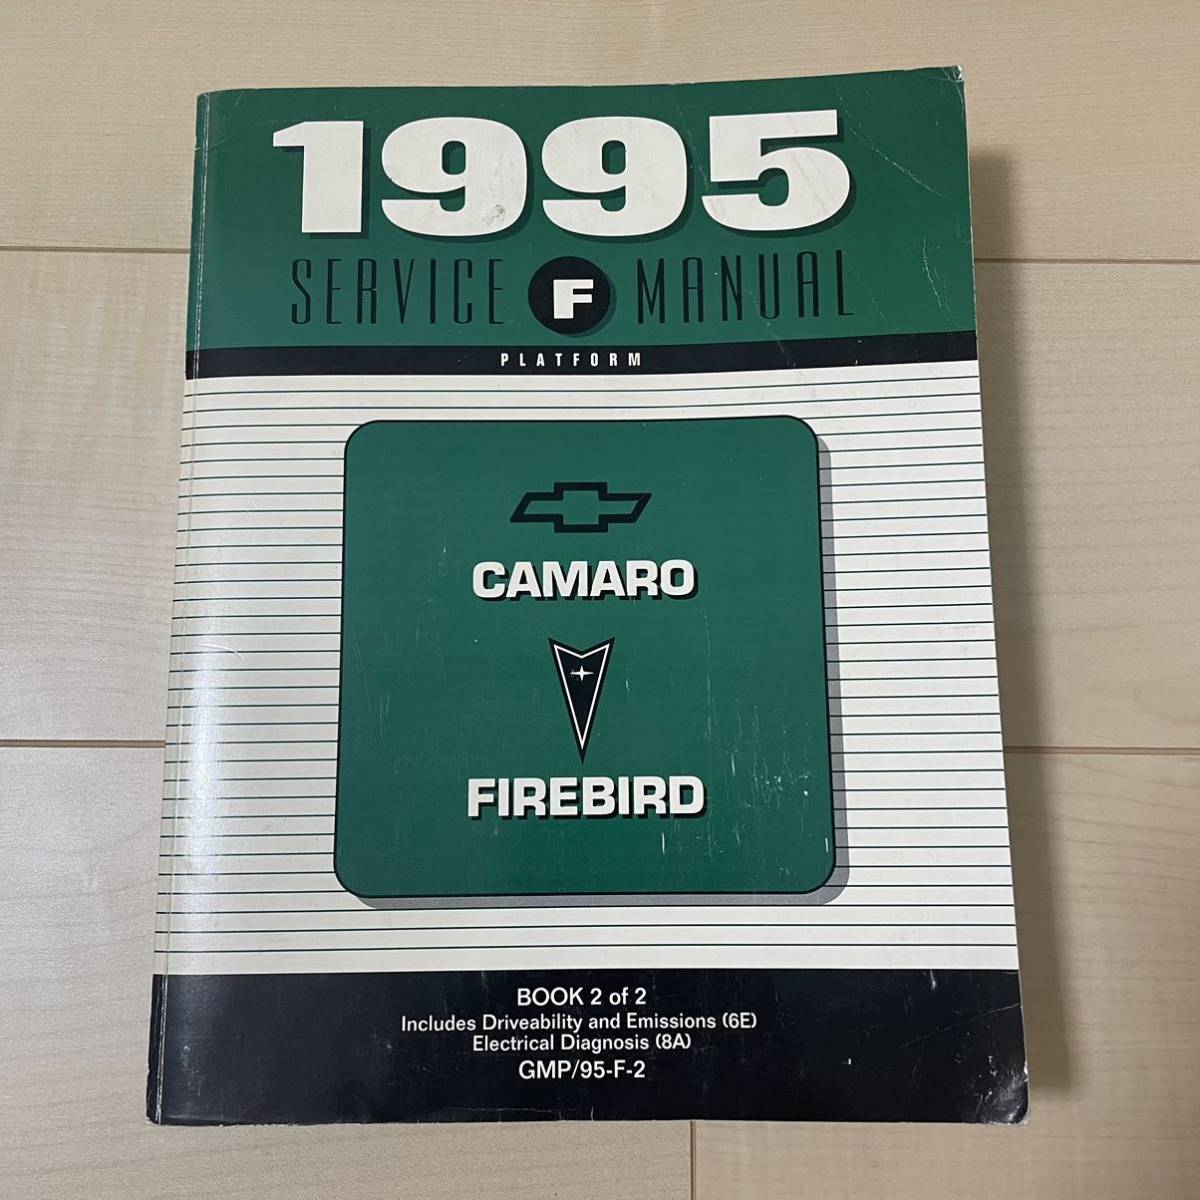 1995
SERVICE F MANUAL
PLATFORM
CAMARO
FIREBIRD
BOOK 2 of 2
Includes Driveability and Emissions (6E)
Electrical Diagnosis (8A)
GMP/95-F-2